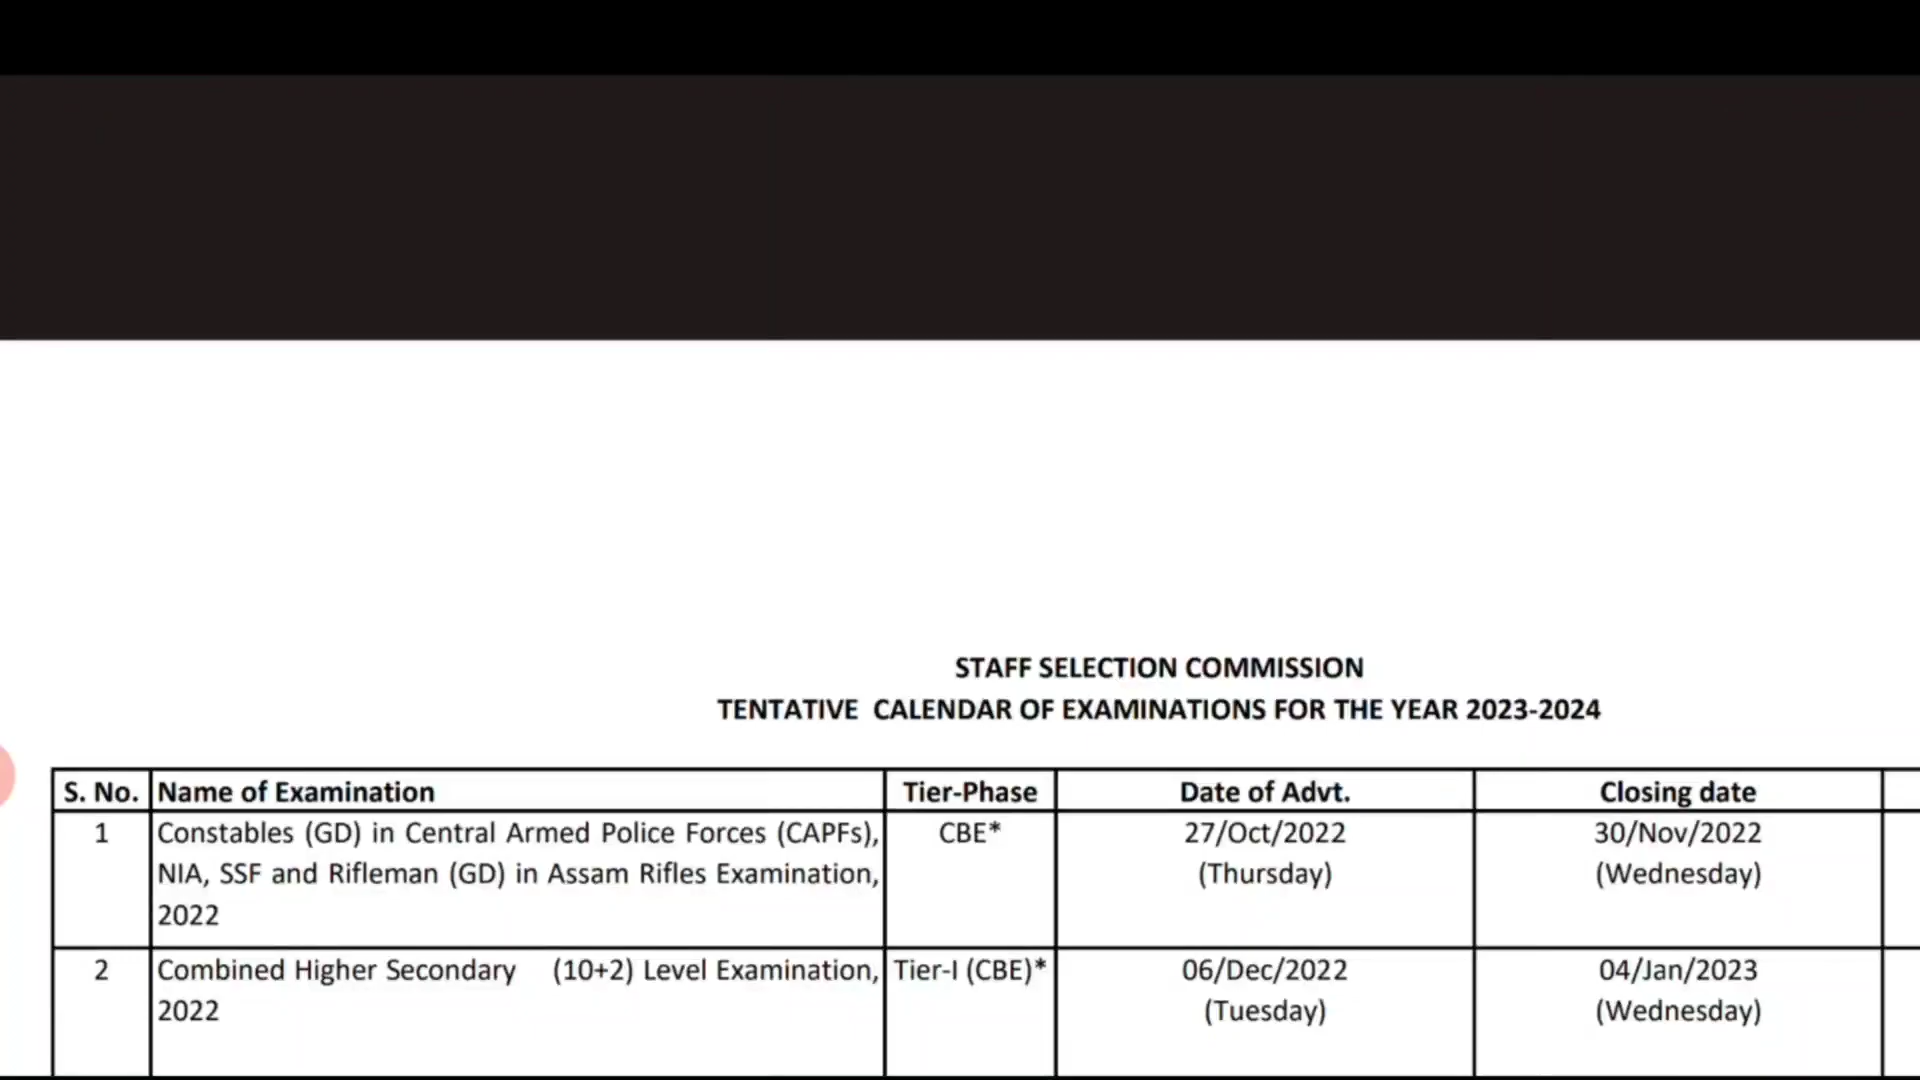 STAFF SELECTION COMMISSION
TENTATIVE CALENDAR OF EXAMINATIONS FOR THE YEAR 2023-2024
S. No. Name of Examination Tier-Phase Date of Advt. Closing date
1 Constables (GD) in Central Armed Police Forces (CAPFs), CBE* 27/Oct/2022 30/Nov/2022
NIA, SSF and Rifleman (GD) in Assam Rifles Examination, (Thursday) (Wednesday)
2022
2 Combined Higher Secondary (10+2) Level Examination, Tier-I (CBE)* 06/Dec/2022 04/Jan/2023
2022 (Tuesday) (Wednesday)